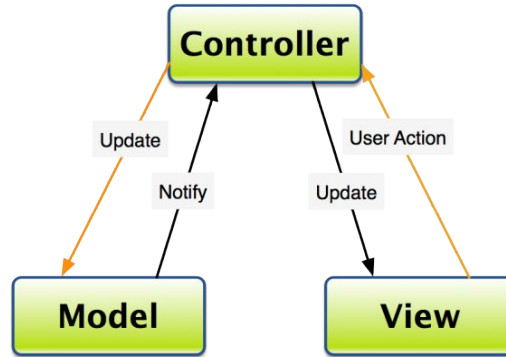 Controller
Update
User Action
Notify
Update
Model
View